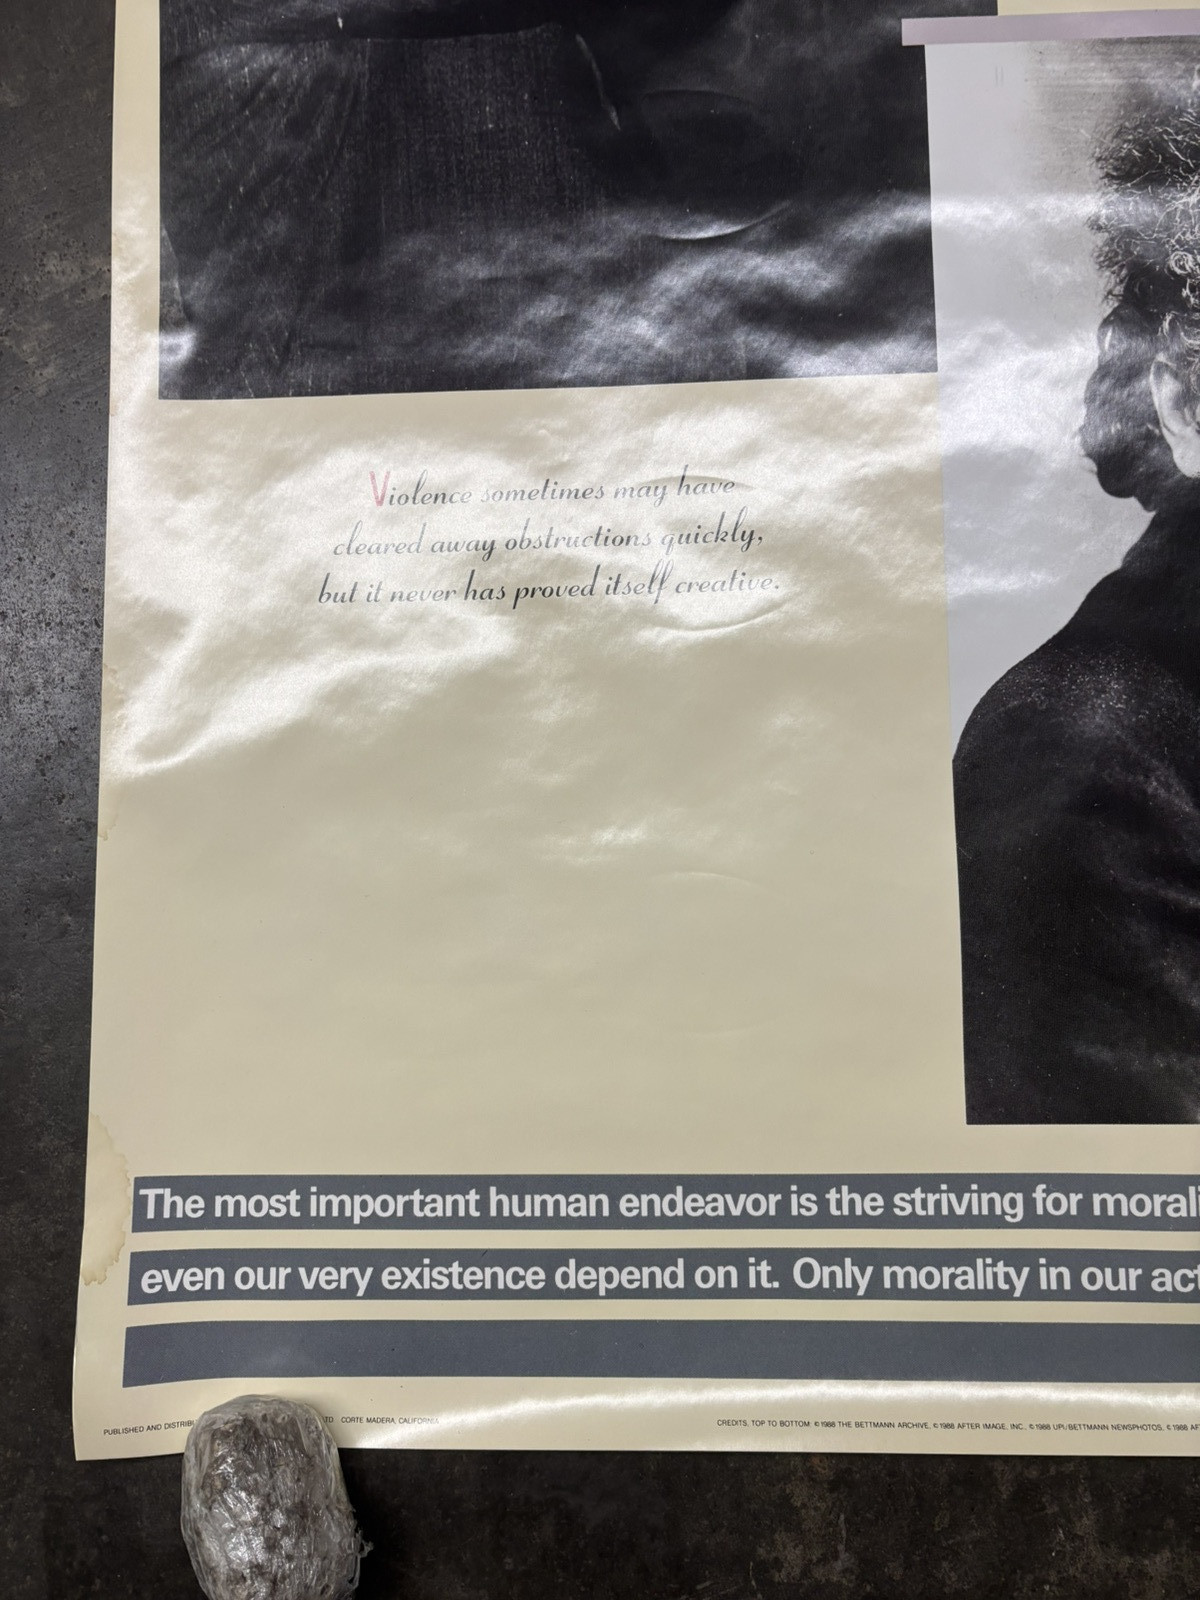 Violence sometimes may have
cleared away obstructions quickly,
but it never has proved itself creative.
The most important human endeavor is the striving for
even our very existence depend on it. Only morality in our
PUBLISHED AND LTD CORTE MADERA, CALIFORNIA
CREDITS, TOP TO BOTTOM: © 1988 THE BETTMANN ARCHIVE, © 1988 AFTER IMAGE, INC., © 1988 UPI/BETTMANN NEWSPHOTOS, © 1988